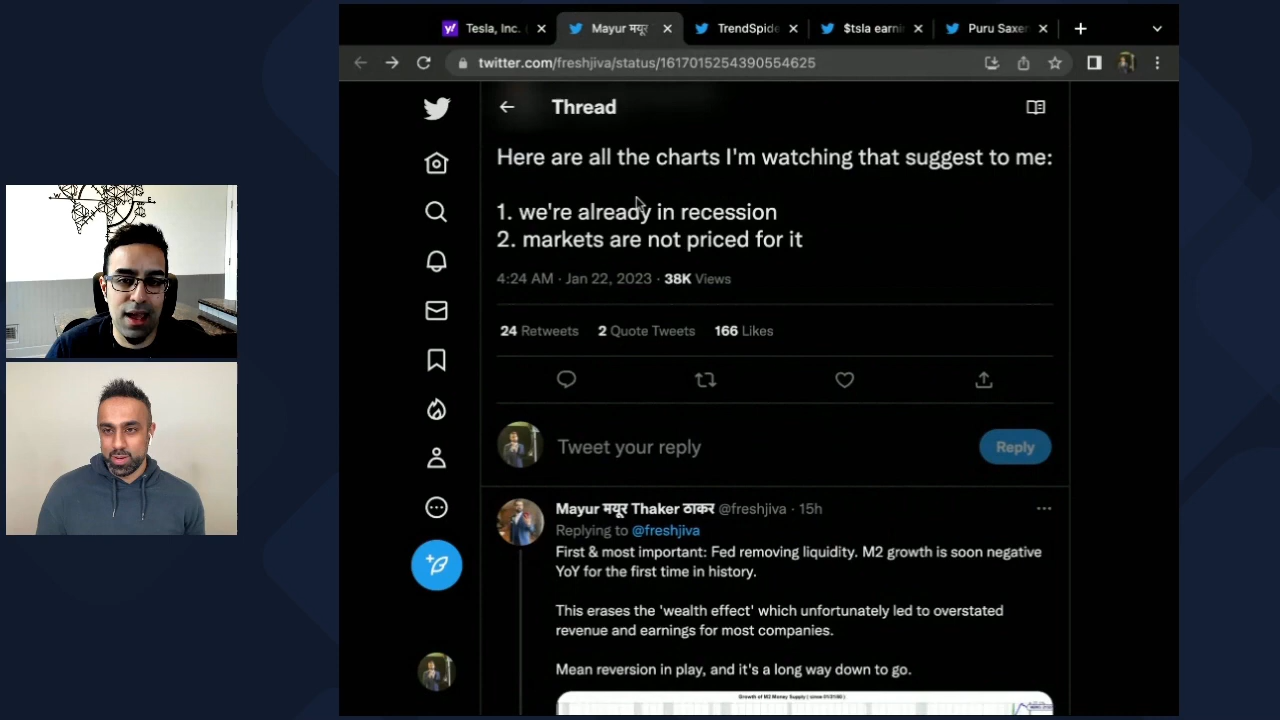 Tesla, Inc. (
Mayur मयूर
TrendSpide
$tsla earni
Puru Saxen
twitter.com/freshjiva/status/1617015254390554625
Thread
Here are all the charts I'm watching that suggest to me:
1. we're already in recession
2. markets are not priced for it
4:24 AM · Jan 22, 2023 · 38K Views
24 Retweets 2 Quote Tweets 166 Likes
Tweet your reply
Reply
Mayur मयूर Thaker ठाकर @freshjiva · 15h
Replying to @freshjiva
First & most important: Fed removing liquidity. M2 growth is soon negative
YoY for the first time in history.
This erases the 'wealth effect' which unfortunately led to overstated
revenue and earnings for most companies.
Mean reversion in play, and it's a long way down to go.